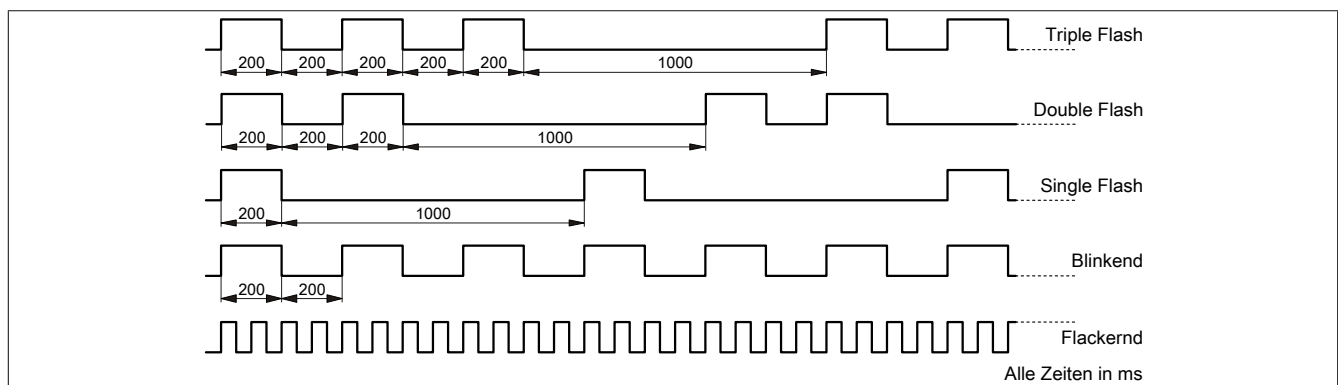 Triple Flash
200 200 200 200 200 1000
Double Flash
200 200 200 1000
Single Flash
200 1000
Blinkend
200 200
Flackernd
Alle Zeiten in ms